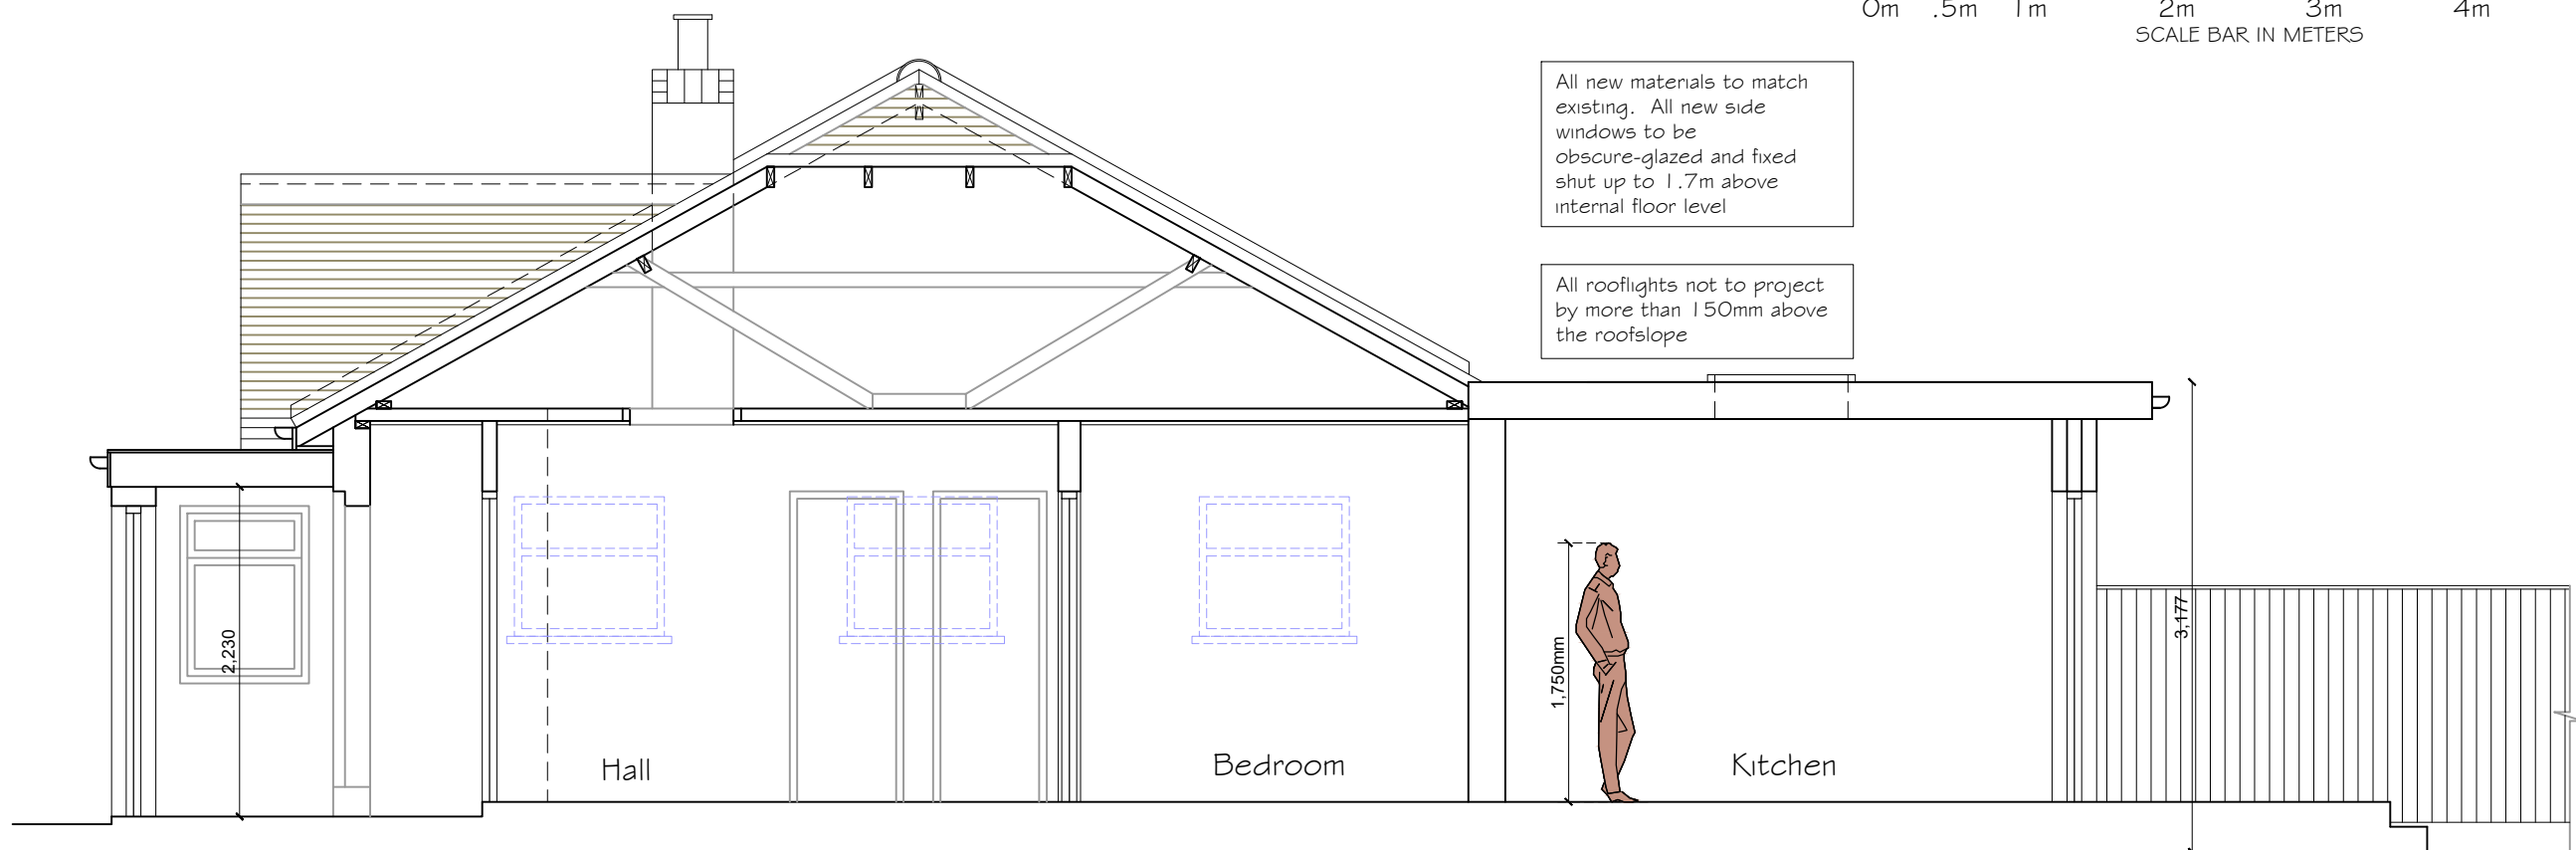 0m .5m 1m 2m 3m 4m
SCALE BAR IN METERS
All new materials to match
existing. All new side
windows to be
obscure-glazed and fixed
shut up to 1.7m above
internal floor level
All rooflights not to project
by more than 150mm above
the roofslope
2,230
1,750mm
3,177
Hall
Bedroom
Kitchen